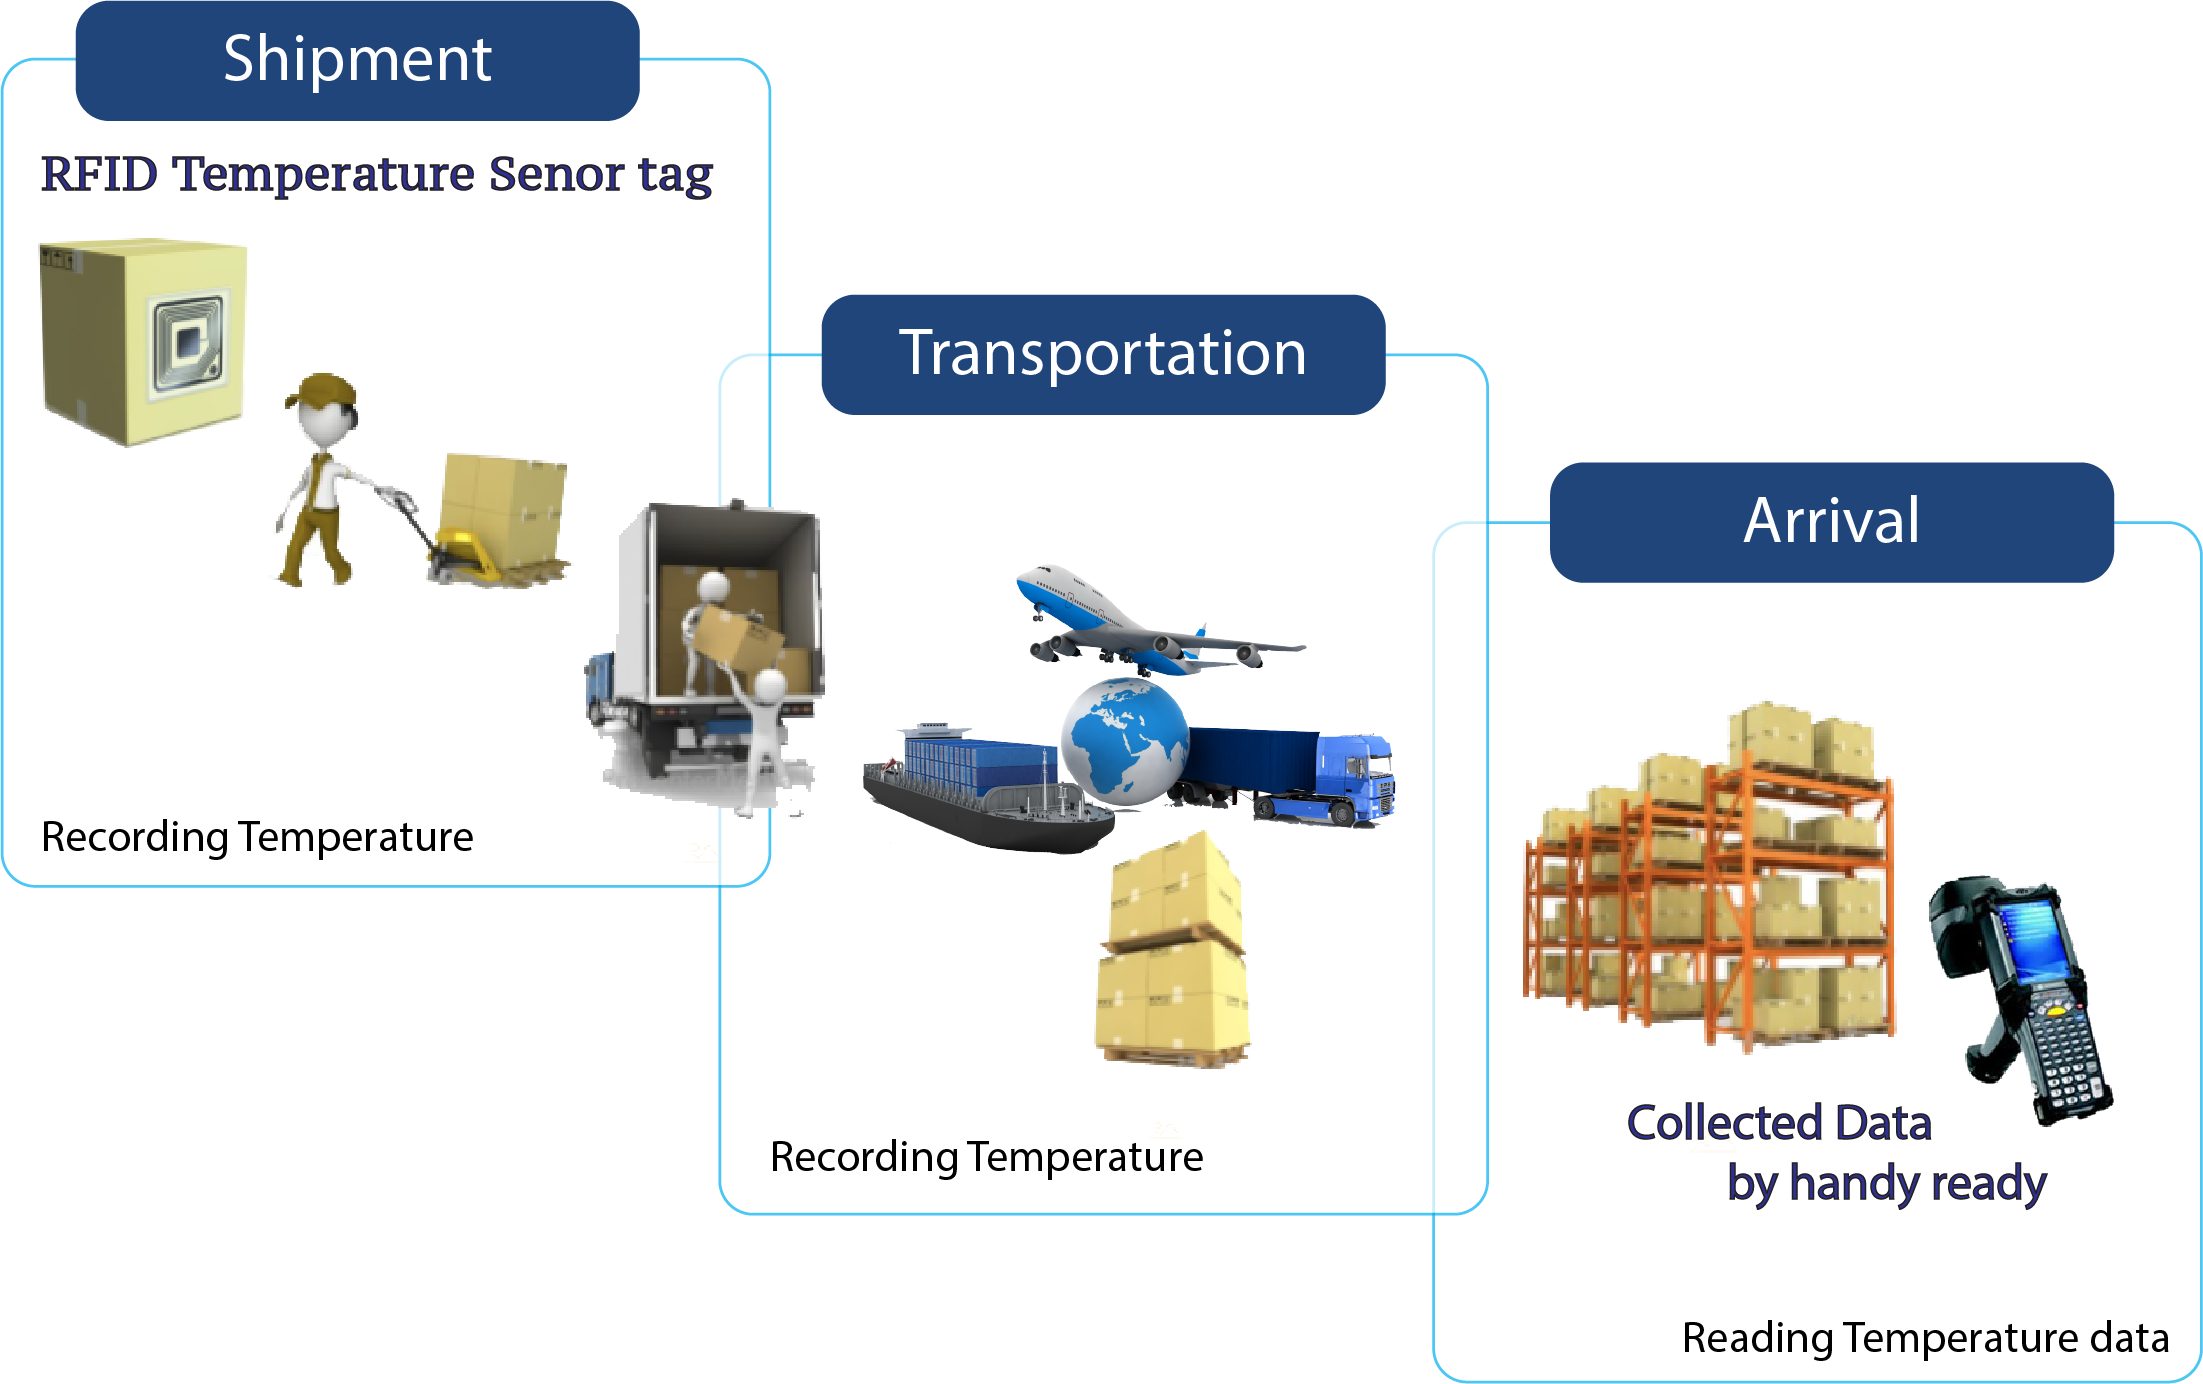 Shipment
RFID Temperature Senor tag
Recording Temperature
Transportation
Recording Temperature
Arrival
Collected Data
by handy ready
Reading Temperature data